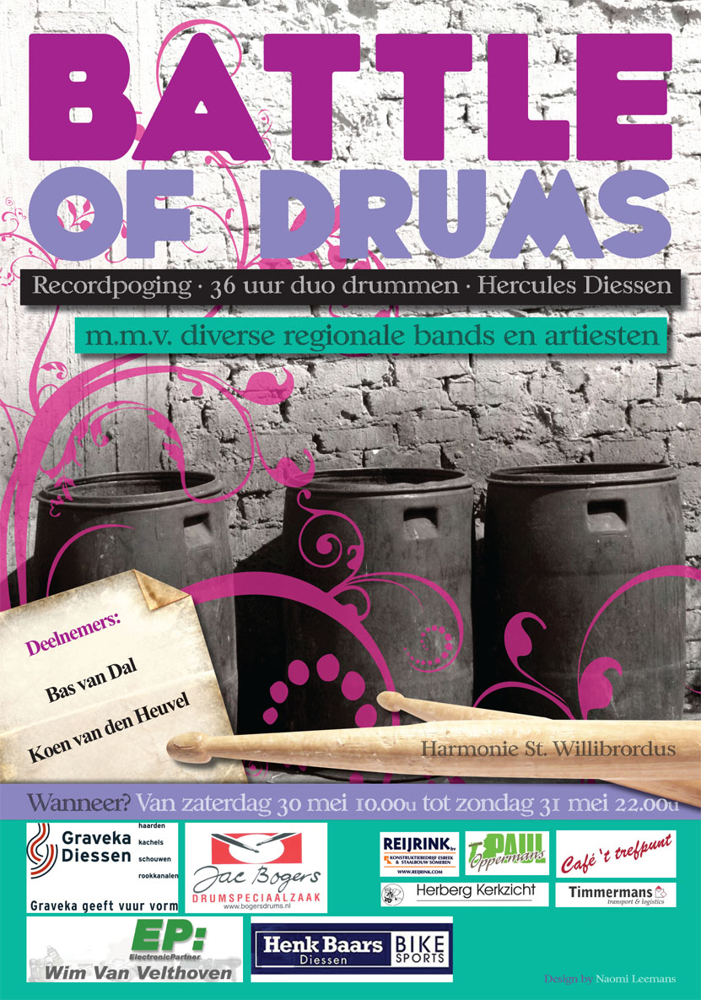 BATTLE
OF DRUMS
Recordpoging · 36 uur duo drummen · Hercules Diessen
m.m.v. diverse regionale bands en artiesten
Deelnemers:
Bas van Dal
Koen van den Heuvel
Harmonie St. Willibrordus
Wanneer? Van zaterdag 30 mei 10.00u tot zondag 31 mei 22.00u
Graveka
Diessen
haarden
kachels
schouwen
rookkanalen
Graveka geeft vuur vorm
Jac Bogers
DRUMSPECIAALZAAK
www.bogersdrums.nl
REIJRINK bv
KONSTRUKTIEBEDRIJF ESBEEK
& STAALBOUW SOMEREN
WWW.REIJRINK.COM
PAUL
Oppermans
Café 't trefpunt
Herberg Kerkzicht
Timmermans
transport & logistics
EP:
ElectronicPartner
Wim Van Velthoven
Henk Baars
Diessen
BIKE
SPORTS
Design by Naomi Leemans